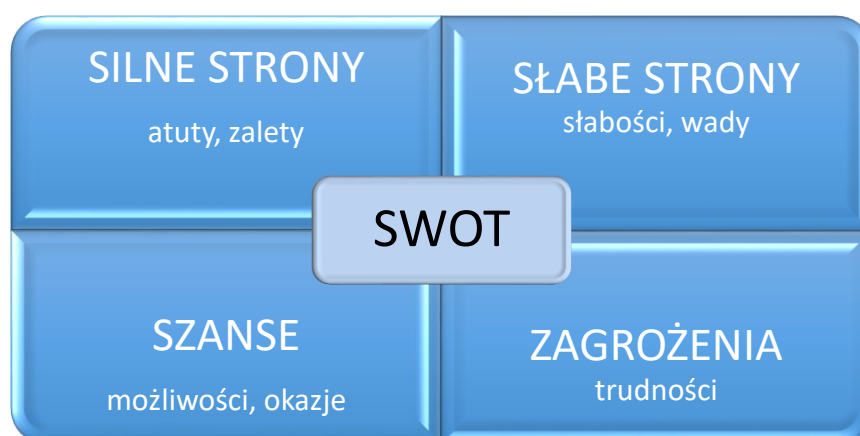 SILNE STRONY
atuty, zalety
SŁABE STRONY
słabości, wady
SWOT
SZANSE
możliwości, okazje
ZAGROŻENIA
trudności